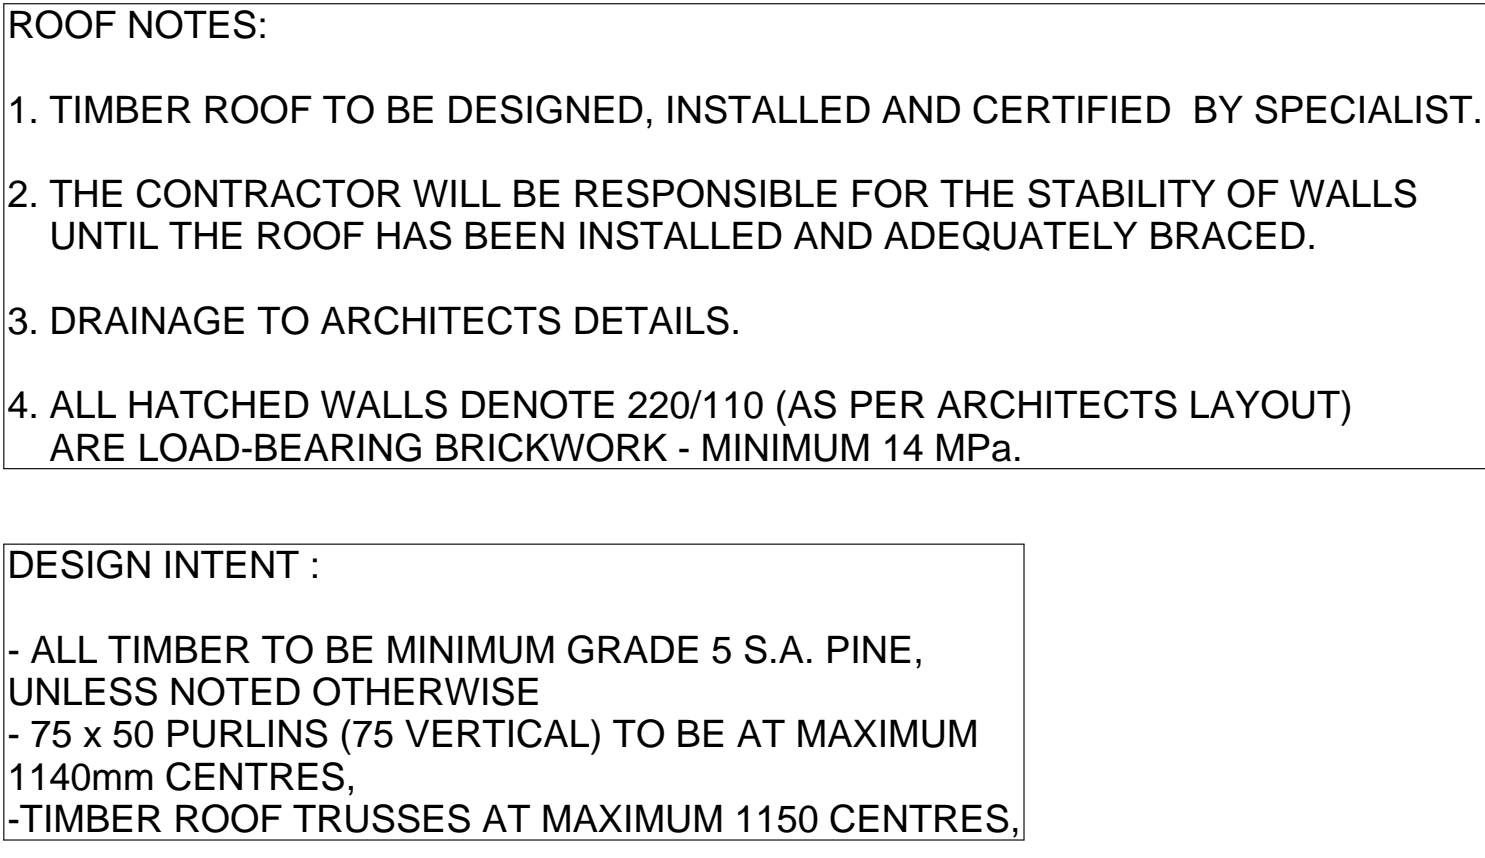 ROOF NOTES:
1. TIMBER ROOF TO BE DESIGNED, INSTALLED AND CERTIFIED  BY SPECIALIST.
2. THE CONTRACTOR WILL BE RESPONSIBLE FOR THE STABILITY OF WALLS
UNTIL THE ROOF HAS BEEN INSTALLED AND ADEQUATELY BRACED.
3. DRAINAGE TO ARCHITECTS DETAILS.
4. ALL HATCHED WALLS DENOTE 220/110 (AS PER ARCHITECTS LAYOUT)
ARE LOAD-BEARING BRICKWORK - MINIMUM 14 MPa.
DESIGN INTENT :
- ALL TIMBER TO BE MINIMUM GRADE 5 S.A. PINE,
UNLESS NOTED OTHERWISE
- 75 x 50 PURLINS (75 VERTICAL) TO BE AT MAXIMUM
1140mm CENTRES,
-TIMBER ROOF TRUSSES AT MAXIMUM 1150 CENTRES,